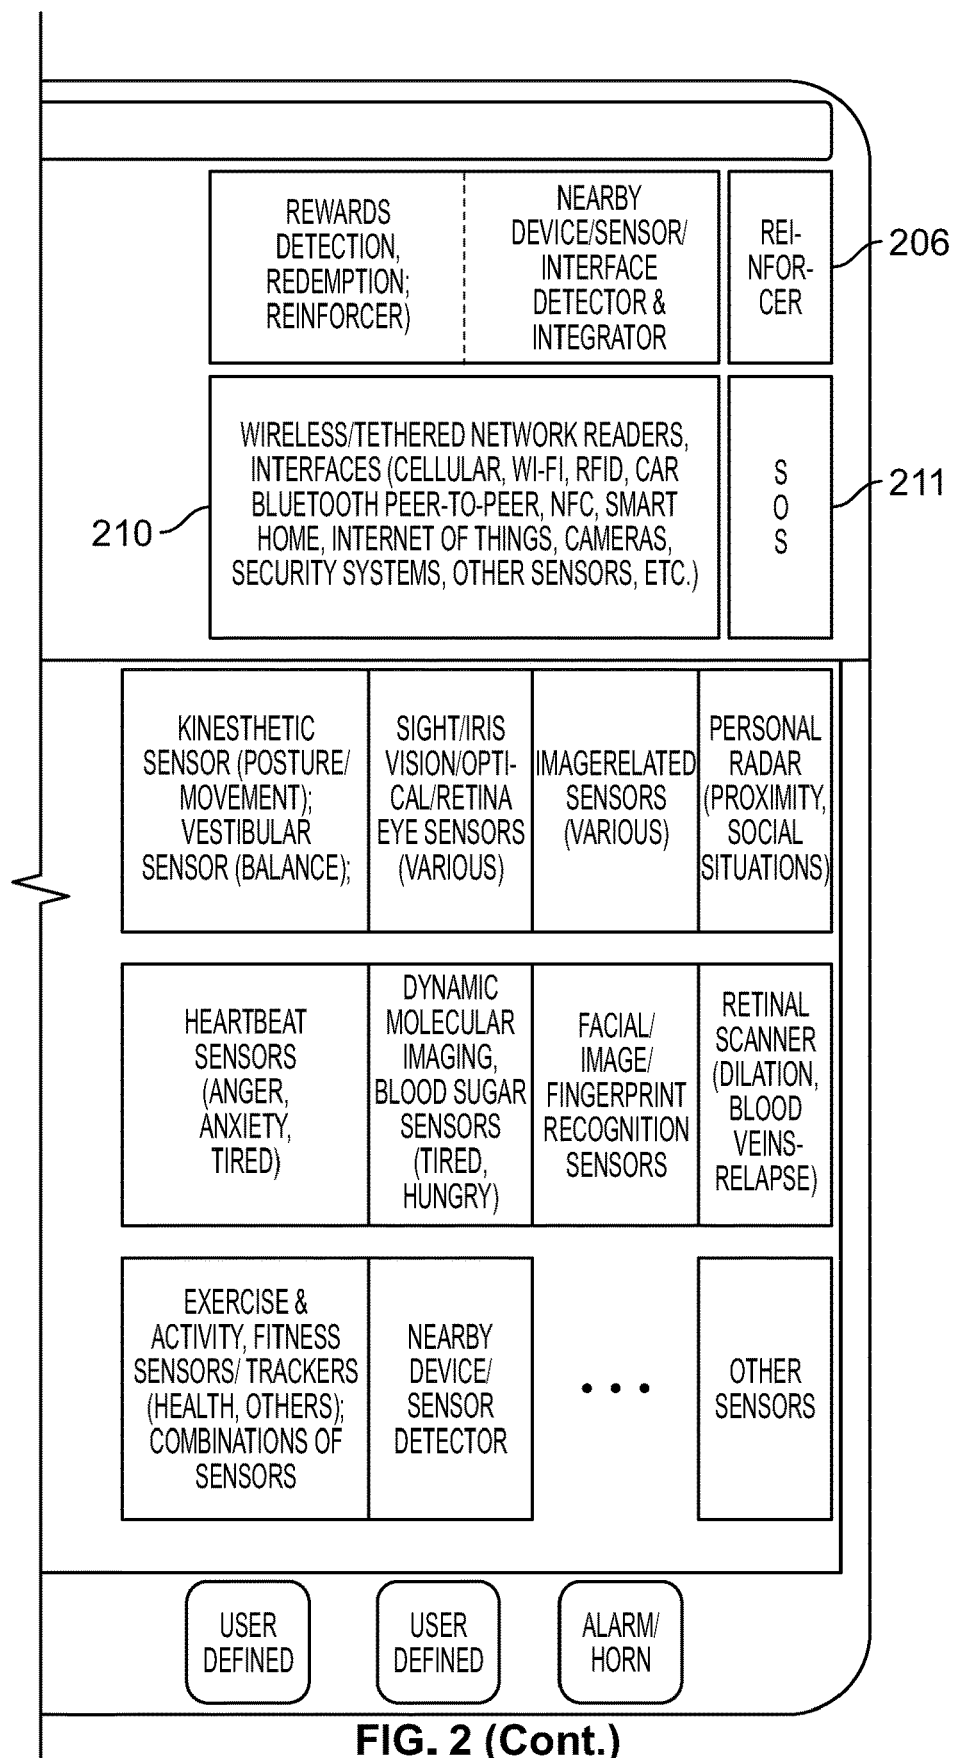 REWARDS
DETECTION,
REDEMPTION;
REINFORCER)
NEARBY
DEVICE/SENSOR/
INTERFACE
DETECTOR &
INTEGRATOR
REI-
NFOR-
CER
206
WIRELESS/TETHERED NETWORK READERS,
INTERFACES (CELLULAR, WI-FI, RFID, CAR
BLUETOOTH PEER-TO-PEER, NFC, SMART
HOME, INTERNET OF THINGS, CAMERAS,
SECURITY SYSTEMS, OTHER SENSORS, ETC.)
210
S
O
S
211
KINESTHETIC
SENSOR (POSTURE/
MOVEMENT);
VESTIBULAR
SENSOR (BALANCE);
SIGHT/IRIS
VISION/OPTI-
CAL/RETINA
EYE SENSORS
(VARIOUS)
IMAGERELATED
SENSORS
(VARIOUS)
PERSONAL
RADAR
(PROXIMITY,
SOCIAL
SITUATIONS)
HEARTBEAT
SENSORS
(ANGER,
ANXIETY,
TIRED)
DYNAMIC
MOLECULAR
IMAGING,
BLOOD SUGAR
SENSORS
(TIRED,
HUNGRY)
FACIAL/
IMAGE/
FINGERPRINT
RECOGNITION
SENSORS
RETINAL
SCANNER
(DILATION,
BLOOD
VEINS-
RELAPSE)
EXERCISE &
ACTIVITY, FITNESS
SENSORS/ TRACKERS
(HEALTH, OTHERS);
COMBINATIONS OF
SENSORS
NEARBY
DEVICE/
SENSOR
DETECTOR
• • •
OTHER
SENSORS
USER
DEFINED
USER
DEFINED
ALARM/
HORN
FIG. 2 (Cont.)